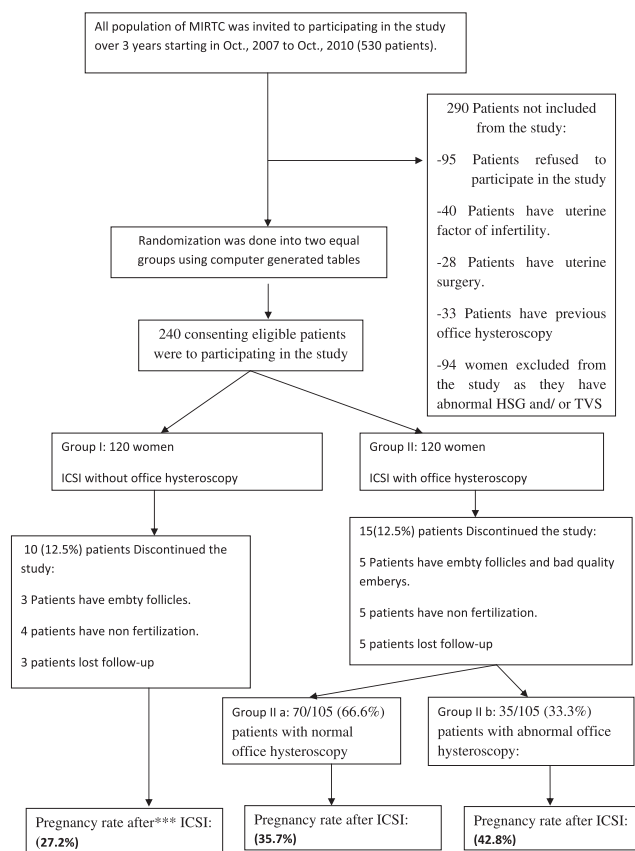 All population of MIRTC was invited to participating in the study
over 3 years starting in Oct., 2007 to Oct., 2010 (530 patients).
290 Patients not included
from the study:
-95 Patients refused to
participate in the study
-40 Patients have uterine
factor of infertility.
-28 Patients have uterine
surgery.
-33 Patients have previous
office hysteroscopy
-94 women excluded from
the study as they have
abnormal HSG and/ or TVS
Randomization was done into two equal
groups using computer generated tables
240 consenting eligible patients
were to participating in the study
Group I: 120 women
ICSI without office hysteroscopy
Group II: 120 women
ICSI with office hysteroscopy
10 (12.5%) patients Discontinued the
study:
3 Patients have embty follicles.
4 patients have non fertilization.
3 patients lost follow-up
15(12.5%) patients Discontinued the study:
5 Patients have embty follicles and bad quality
emberys.
5 patients have non fertilization.
5 patients lost follow-up
Group II a: 70/105 (66.6%)
patients with normal
office hysteroscopy
Group II b: 35/105 (33.3%)
patients with abnormal office
hysteroscopy:
Pregnancy rate after*** ICSI:
(27.2%)
Pregnancy rate after ICSI:
(35.7%)
Pregnancy rate after ICSI:
(42.8%)